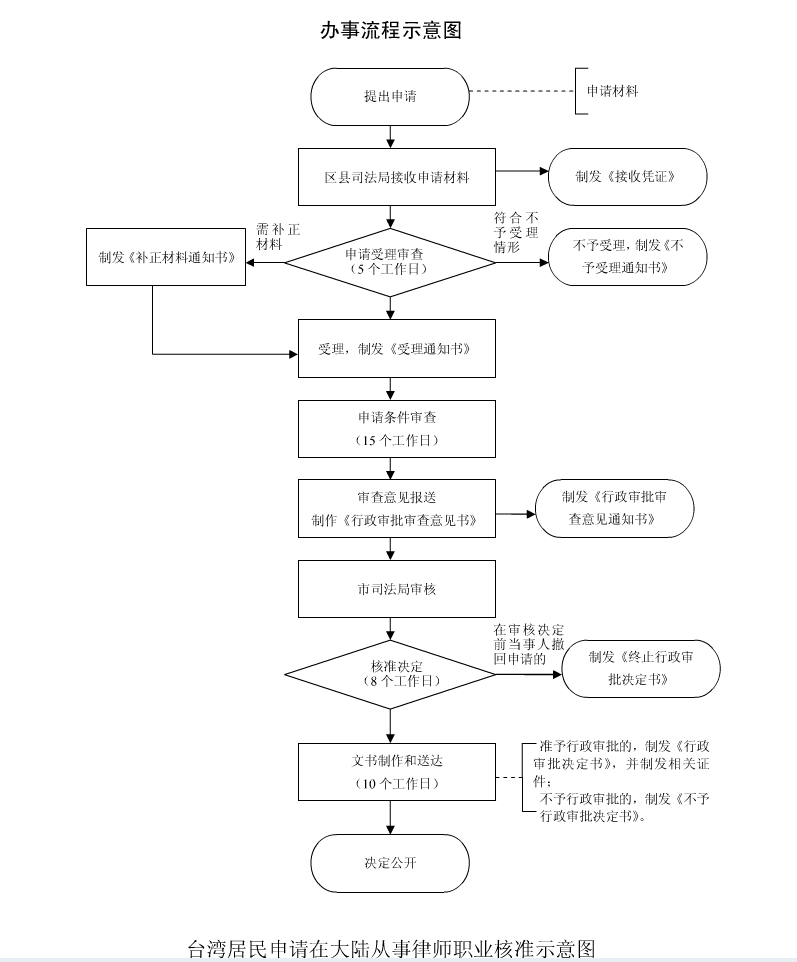 办事流程示意图
提出申请
申请材料
区县司法局接收申请材料
制发《接收凭证》
需补正
材料
符合不
予受理
情形
制发《补正材料通知书》
申请受理审查
（5 个工作日）
不予受理，制发《不
予受理通知书》
受理，制发《受理通知书》
申请条件审查
（15 个工作日）
审查意见报送
制作《行政审批审查意见书》
制发《行政审批审
查意见通知书》
市司法局审核
在审核决定
前当事人撤
回申请的
核准决定
（8 个工作日）
制发《终止行政审
批决定书》
文书制作和送达
（10 个工作日）
准予行政审批的，制发《行政
审批决定书》，并制发相关证
件；
不予行政审批的，制发《不予
行政审批决定书》。
决定公开
台湾居民申请在大陆从事律师职业核准示意图